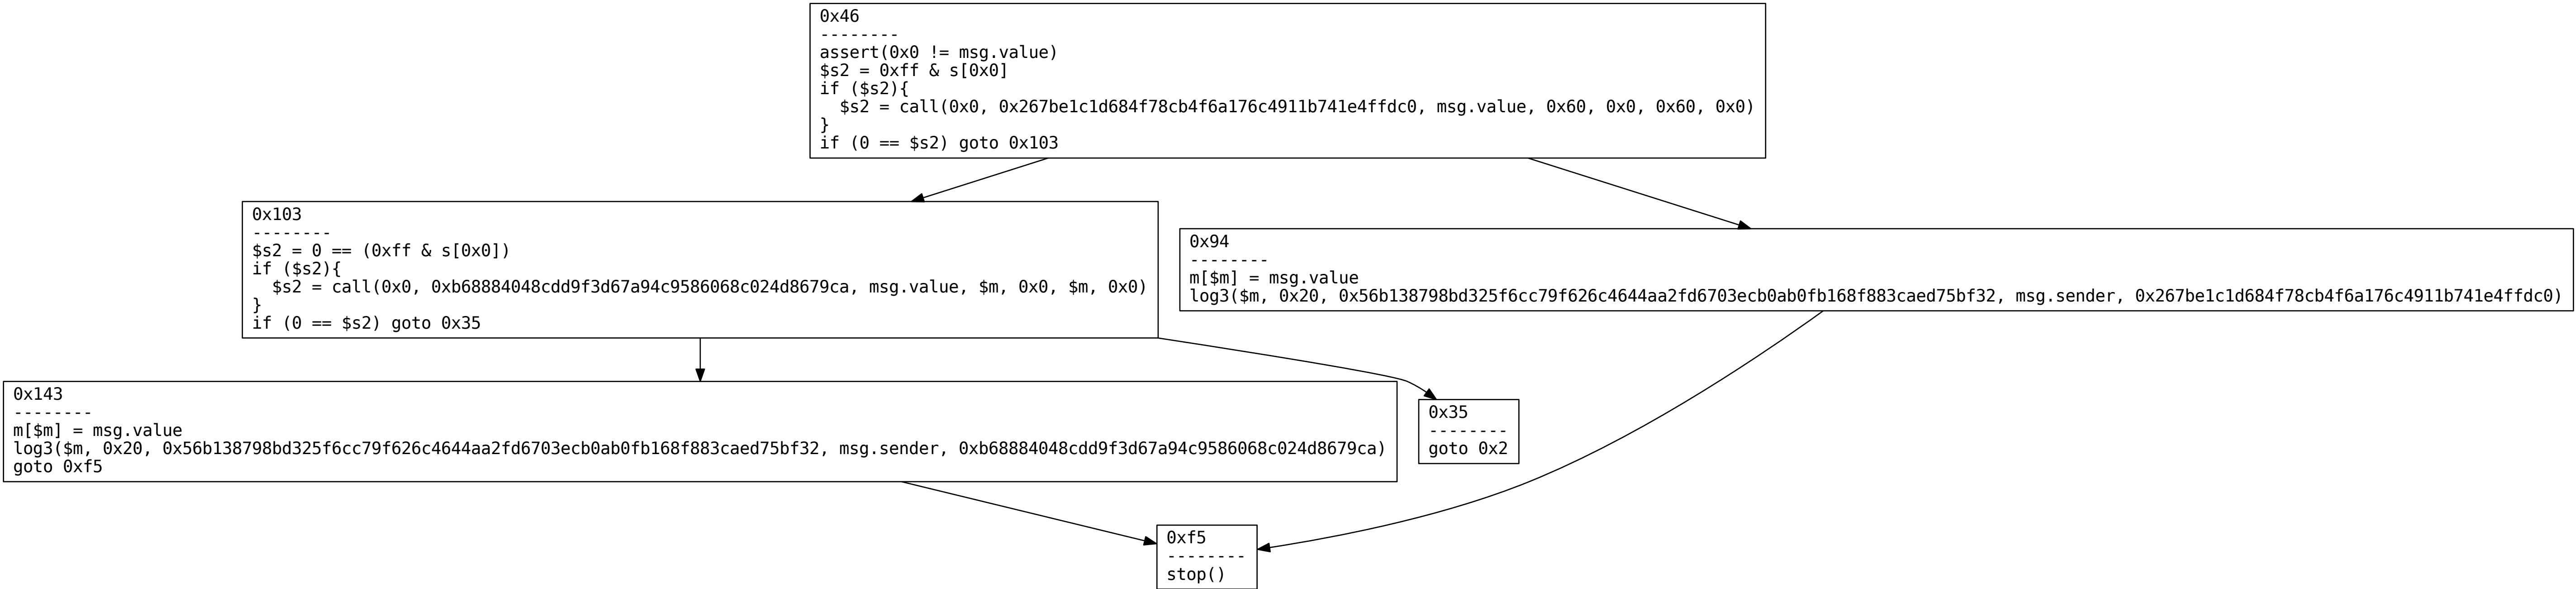 0x46
--------
assert(0x0 != msg.value)
$s2 = 0xff & s[0x0]
if ($s2){
  $s2 = call(0x0, 0x267be1c1d684f78cb4f6a176c4911b741e4ffdc0, msg.value, 0x60, 0x0, 0x60, 0x0)
}
if (0 == $s2) goto 0x103
0x103
--------
$s2 = 0 == (0xff & s[0x0])
if ($s2){
  $s2 = call(0x0, 0xb68884048cdd9f3d67a94c9586068c024d8679ca, msg.value, $m, 0x0, $m, 0x0)
}
if (0 == $s2) goto 0x35
0x94
--------
m[$m] = msg.value
log3($m, 0x20, 0x56b138798bd325f6cc79f626c4644aa2fd6703ecb0ab0fb168f883caed75bf32, msg.sender, 0x267be1c1d684f78cb4f6a176c4911b741e4ffdc0)
0x143
--------
m[$m] = msg.value
log3($m, 0x20, 0x56b138798bd325f6cc79f626c4644aa2fd6703ecb0ab0fb168f883caed75bf32, msg.sender, 0xb68884048cdd9f3d67a94c9586068c024d8679ca)
goto 0xf5
0x35
--------
goto 0x2
0xf5
--------
stop()